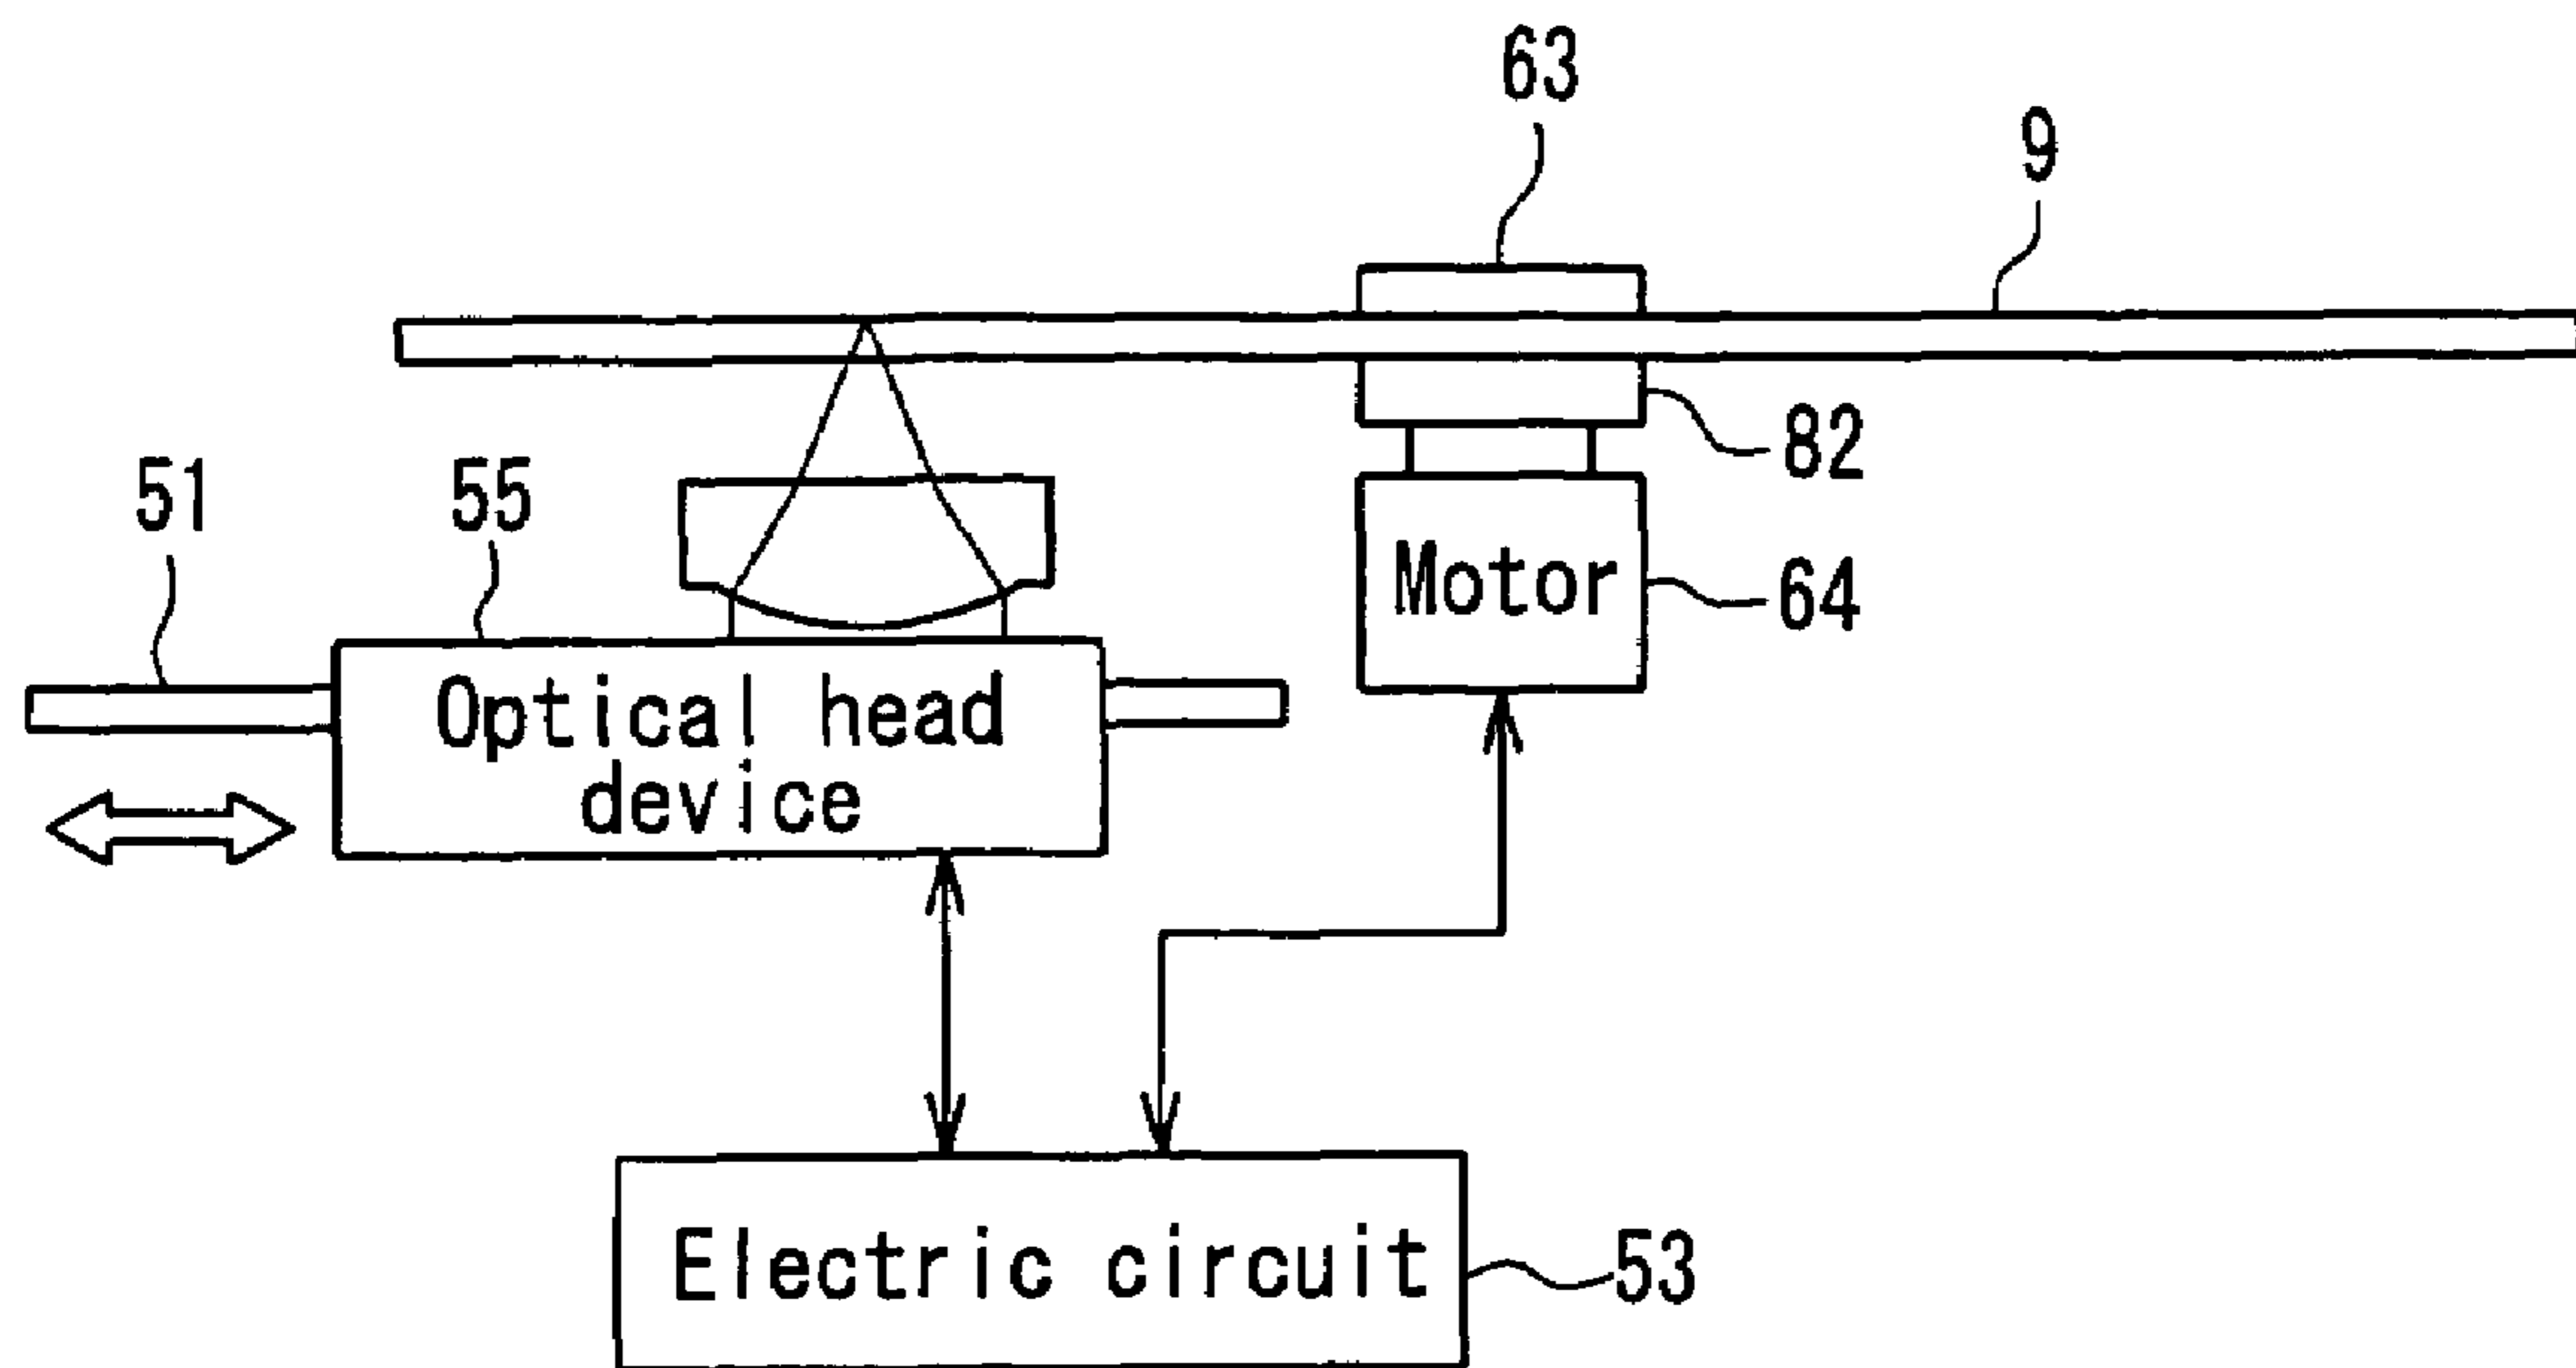 63
9
82
51
55
Motor
64
Optical head
device
Electric circuit
53